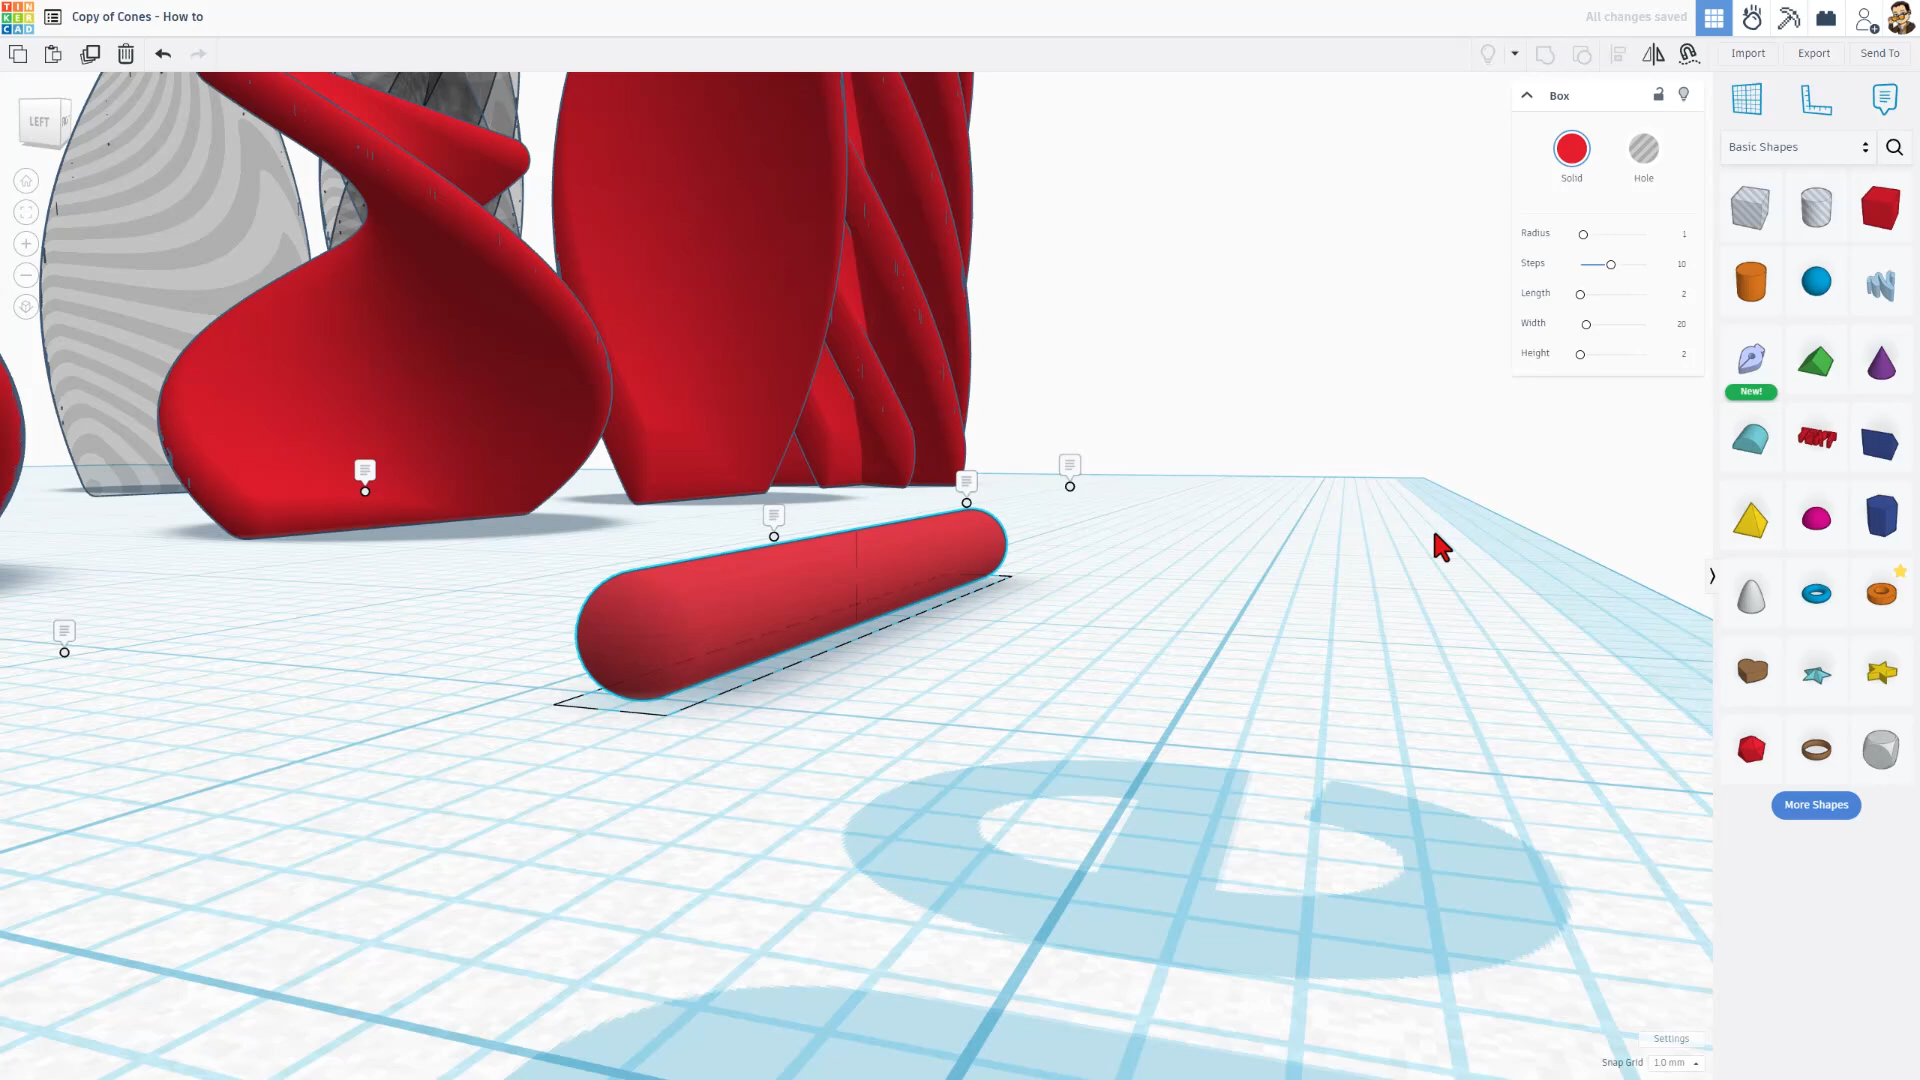 TIN
KER
CAD
Copy of Cones - How to
All changes saved
Import
Export
Send To
LEFT
Box
Solid
Hole
Radius
1
Steps
10
Length
2
Width
20
Height
2
Basic Shapes
New!
TEXT
More Shapes
Settings
Snap Grid
1.0 mm